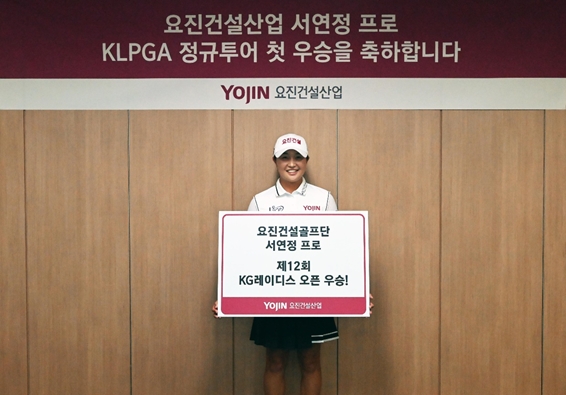 요진건설산업 서연정 프로
KLPGA 정규투어 첫 우승을 축하합니다
YOJIN 요진건설산업
요진건설
YOJIN
요진건설골프단
서연정 프로
제12회
KG레이디스 오픈 우승!
YOJIN 요진건설산업